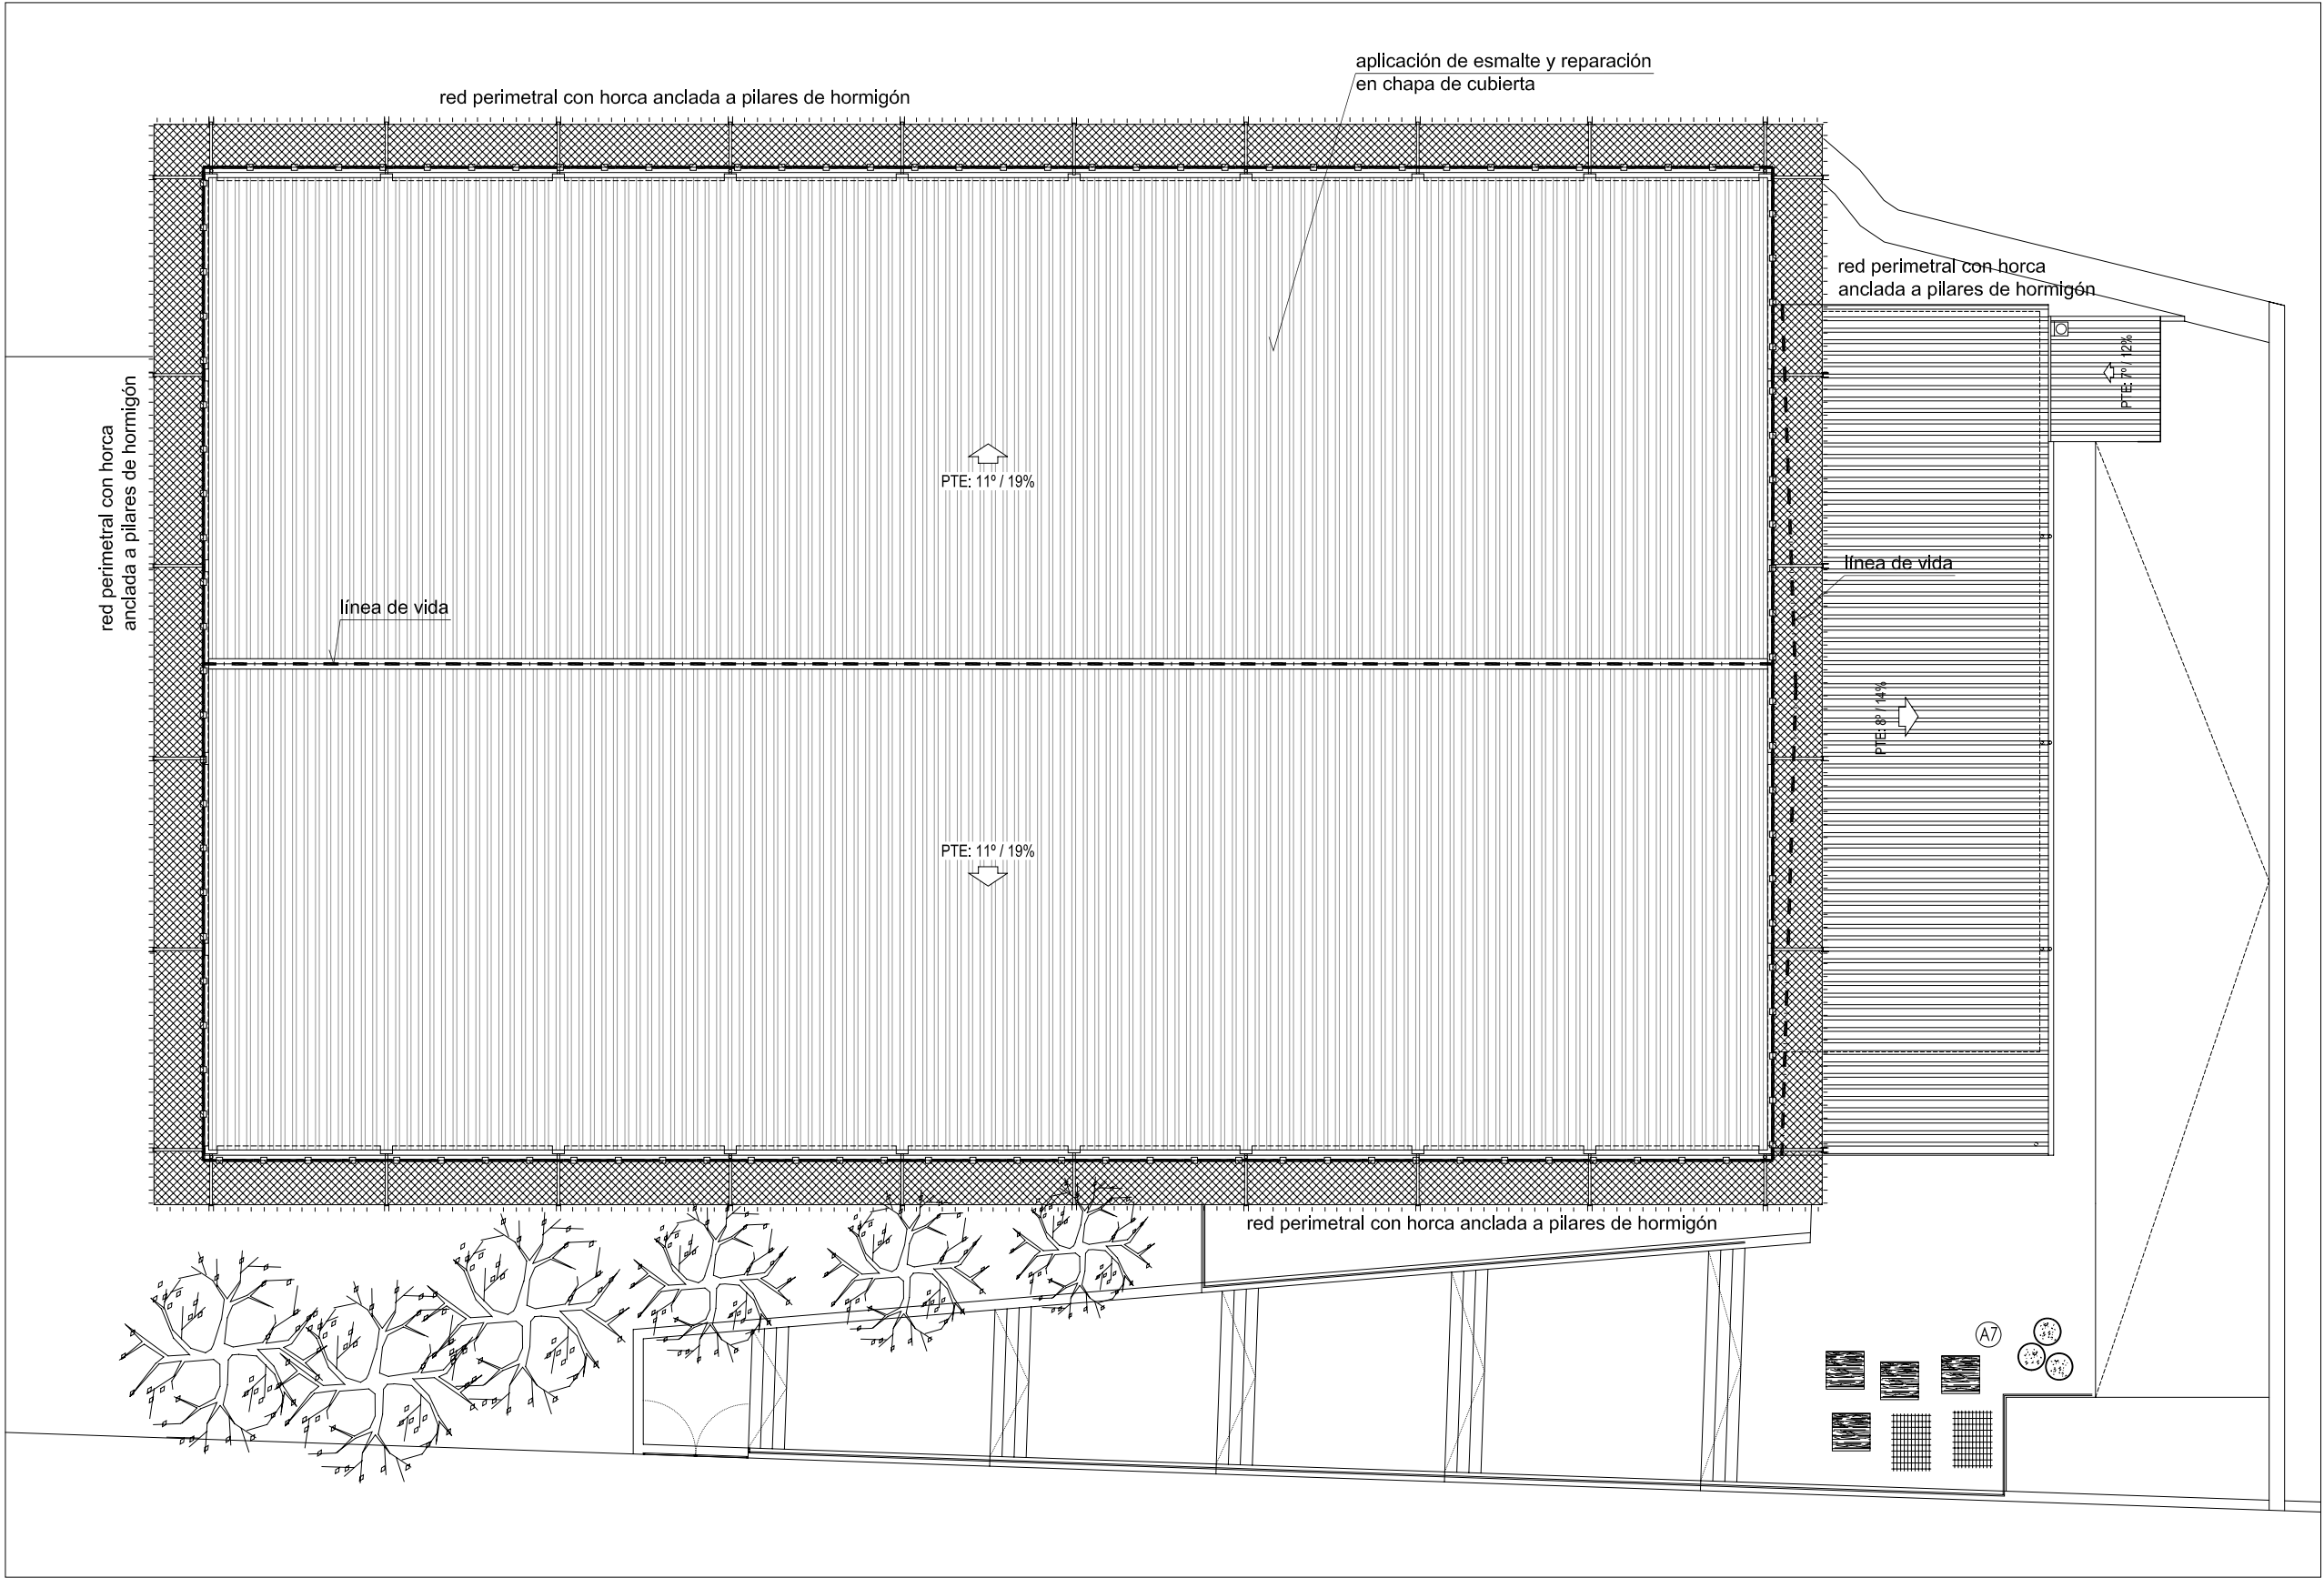 aplicación de esmalte y reparación
en chapa de cubierta
red perimetral con horca anclada a pilares de hormigón
red perimetral con horca
anclada a pilares de hormigón
PTE: 7º / 12%
red perimetral con horca
anclada a pilares de hormigón
PTE: 11º / 19%
línea de vida
línea de vida
PTE: 8º / 14%
PTE: 11º / 19%
red perimetral con horca anclada a pilares de hormigón
A7